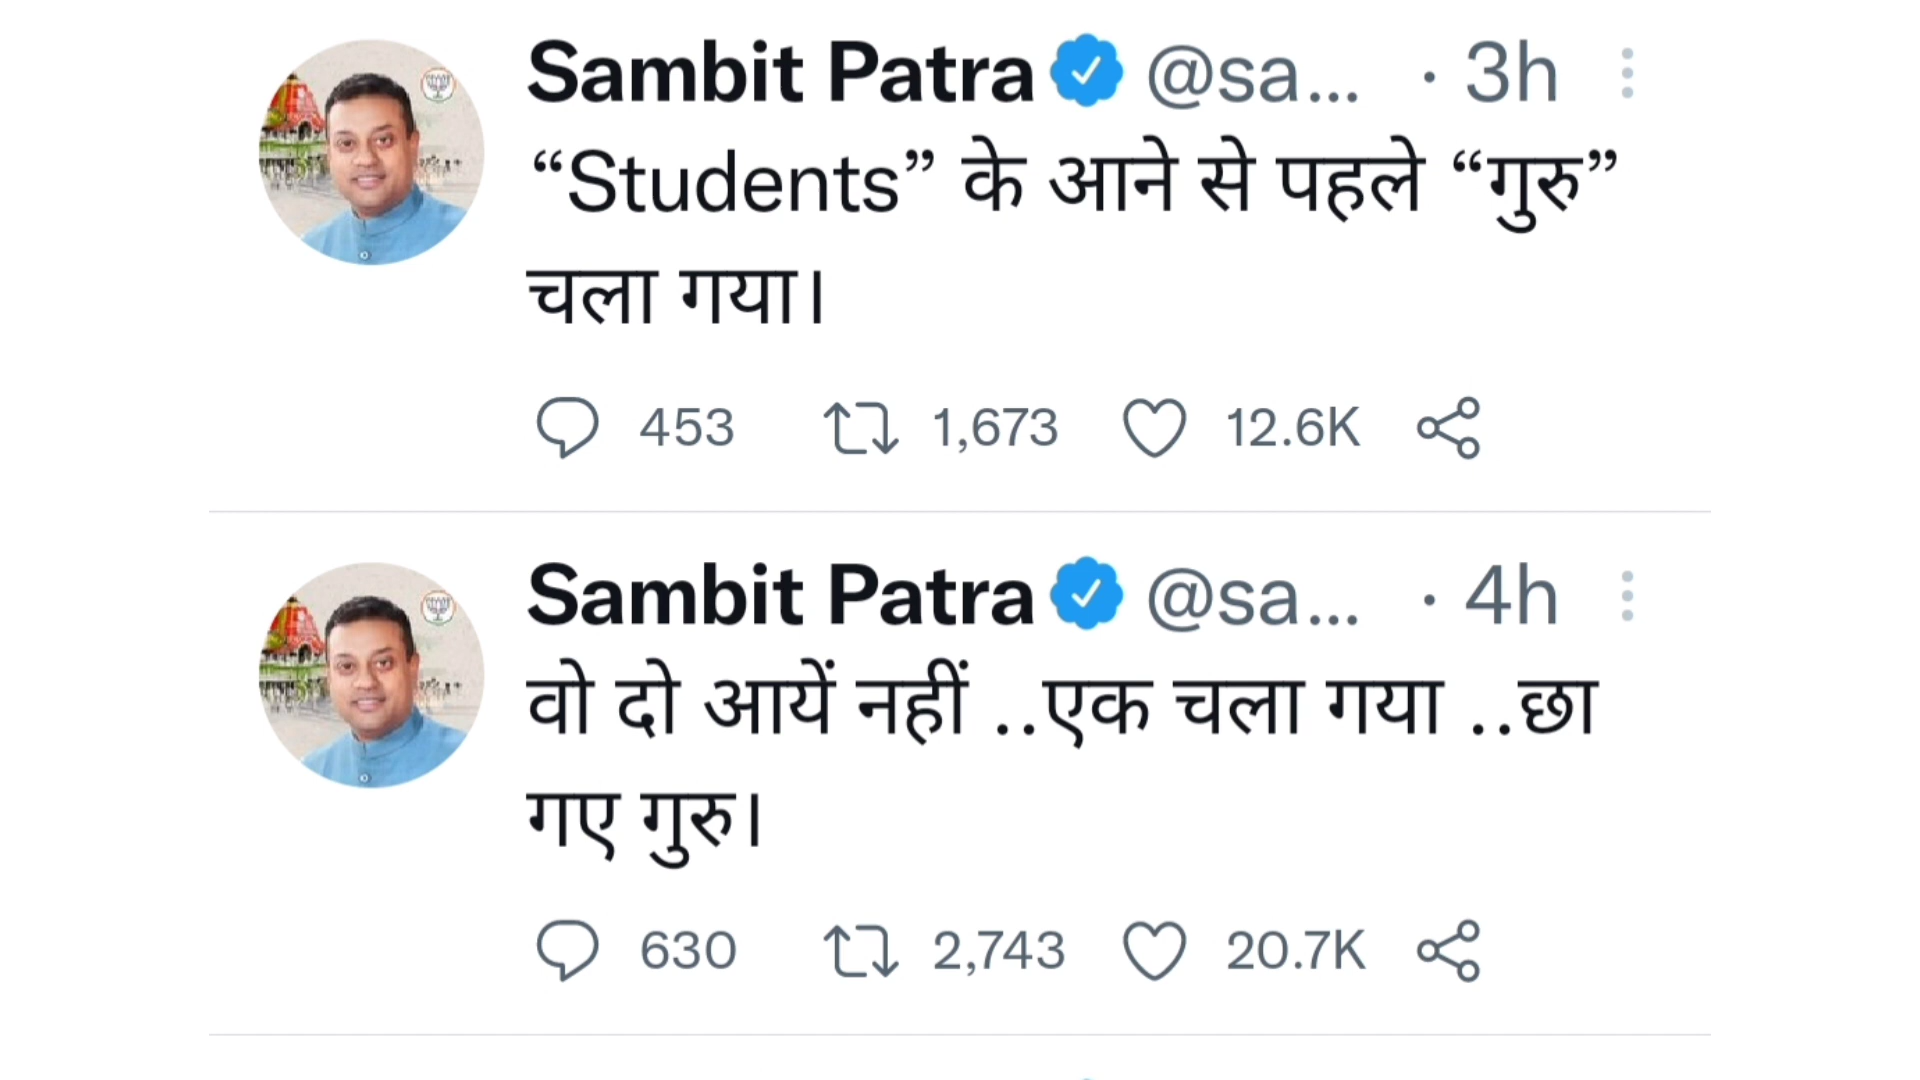 Sambit Patra @sa... · 3h
“Students” के आने से पहले “गुरु”
चला गया।
453 1,673 12.6K
Sambit Patra @sa... · 4h
वो दो आयें नहीं ..एक चला गया ..छा
गए गुरु।
630 2,743 20.7K